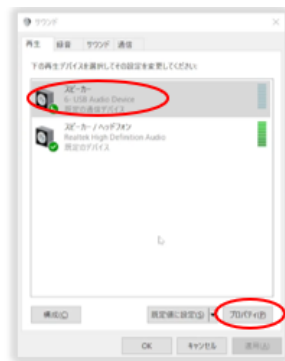 サウンド
再生 録音 サウンド 通信
下の再生デバイスを選択してその設定を変更してください:
スピーカー
6- USB Audio Device
既定の通信デバイス
スピーカー / ヘッドフォン
Realtek High Definition Audio
既定のデバイス
構成(C) 既定値に設定(S) プロパティ(P)
OK キャンセル 適用(A)